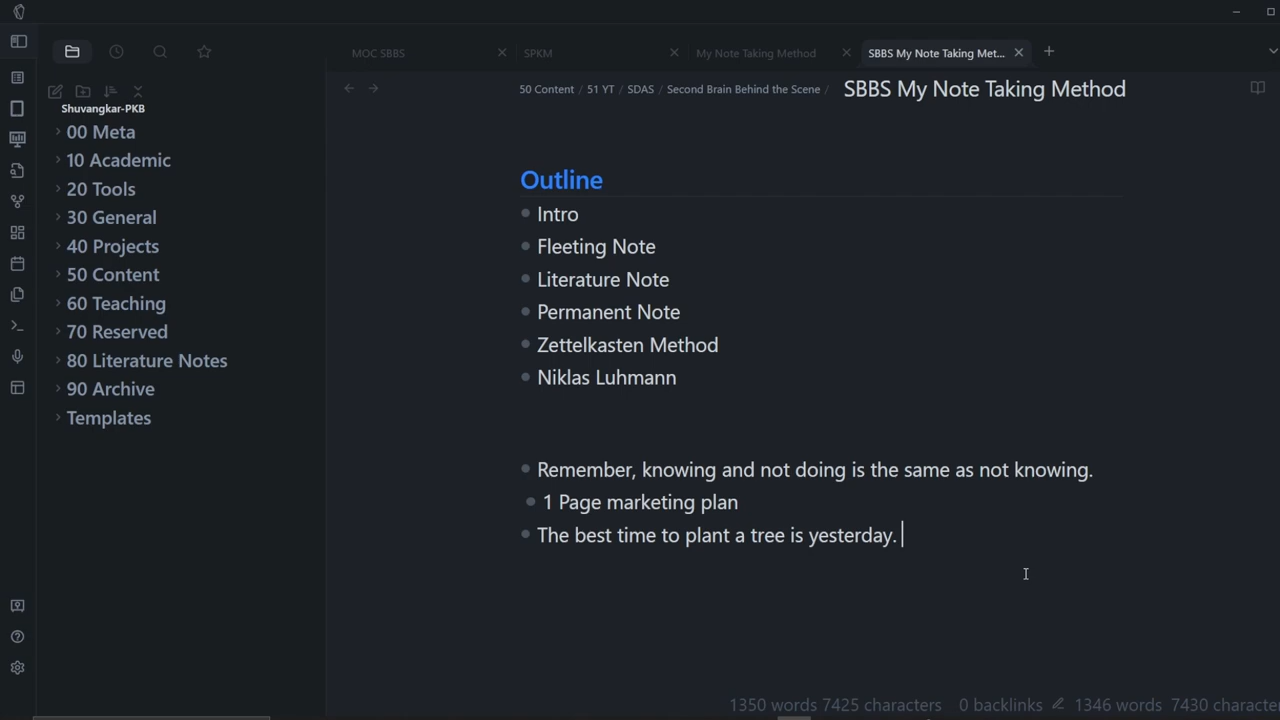 MOC SBBS
SPKM
My Note Taking Method
SBBS My Note Taking Met...
Shuvangkar-PKB
00 Meta
10 Academic
20 Tools
30 General
40 Projects
50 Content
60 Teaching
70 Reserved
80 Literature Notes
90 Archive
Templates
50 Content / 51 YT / SDAS / Second Brain Behind the Scene / SBBS My Note Taking Method
Outline
Intro
Fleeting Note
Literature Note
Permanent Note
Zettelkasten Method
Niklas Luhmann
Remember, knowing and not doing is the same as not knowing.
1 Page marketing plan
The best time to plant a tree is yesterday.
1350 words 7425 characters 0 backlinks 1346 words 7430 characte